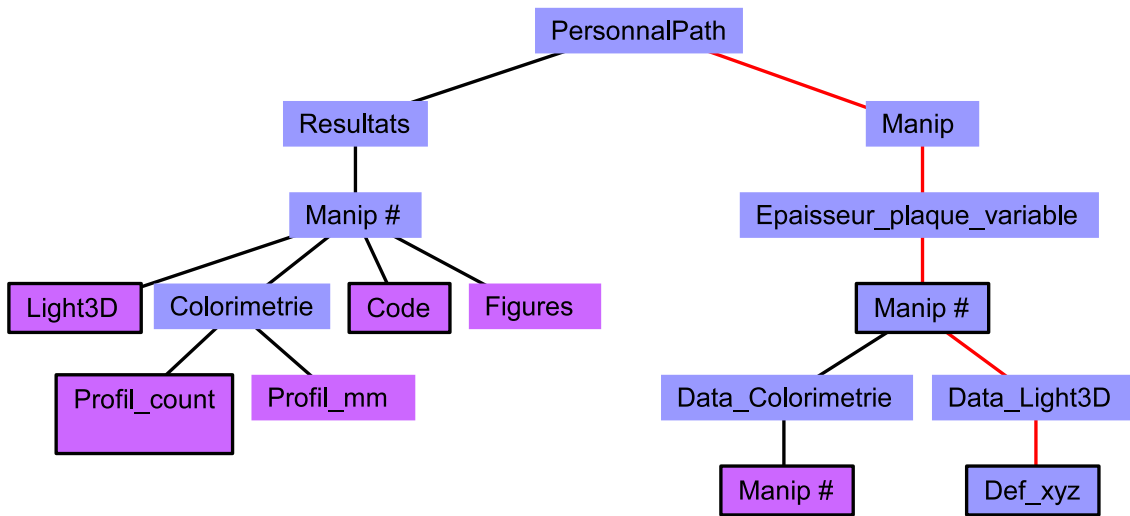 PersonnalPath
Resultats
Manip
Manip #
Epaisseur_plaque_variable
Light3D
Colorimetrie
Code
Figures
Manip #
Profil_count
Profil_mm
Data_Colorimetrie
Data_Light3D
Manip #
Def_xyz